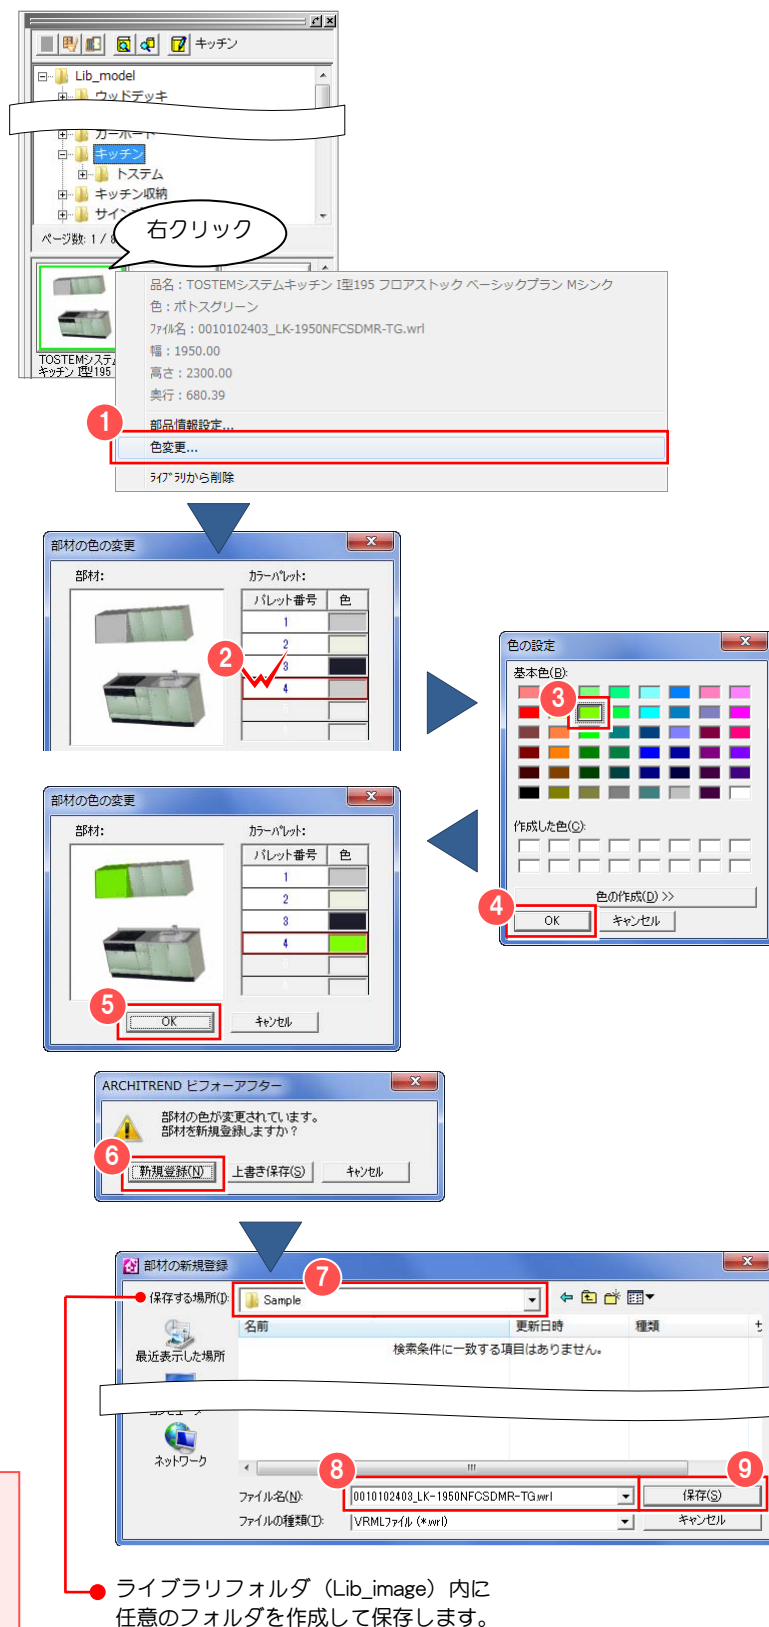 キッチン
Lib_model
ウッドデッキ
カーポート
キッチン
トステム
キッチン収納
ページ数: 1 /
右クリック
TOSTEMシステム
キッチン I型195
品名：TOSTEMシステムキッチン I型195 フロアストック ベーシックプラン Mシンク
色：ポトスグリーン
ﾌｧｲﾙ名：0010102403_LK-1950NFCSDMR-TG.wrl
幅：1950.00
高さ：2300.00
奥行：680.39
1
部品情報設定...
色変更...
ﾗｲﾌﾞﾗﾘから削除
部材の色の変更
部材:
ｶﾗｰﾊﾟﾚｯﾄ:
パレット番号 色
1
2
3
4
2
色の設定
基本色(B):
3
作成した色(C):
色の作成(D) >>
4
OK キャンセル
部材の色の変更
部材:
ｶﾗｰﾊﾟﾚｯﾄ:
パレット番号 色
1
2
3
4
5
OK ｷｬﾝｾﾙ
ARCHITREND ビフォーアフター
部材の色が変更されています。
部材を新規登録しますか？
6
新規登録(N) 上書き保存(S) ｷｬﾝｾﾙ
部材の新規登録
7
保存する場所(I): Sample
名前 更新日時 種類
検索条件に一致する項目はありません。
最近表示した場所
ネットワーク
8
9
ファイル名(N): 0010102403_LK-1950NFCSDMR-TG.wrl 保存(S)
ファイルの種類(T): VRMLファイル (*.wrl) キャンセル
ライブラリフォルダ（Lib_image）内に
任意のフォルダを作成して保存します。